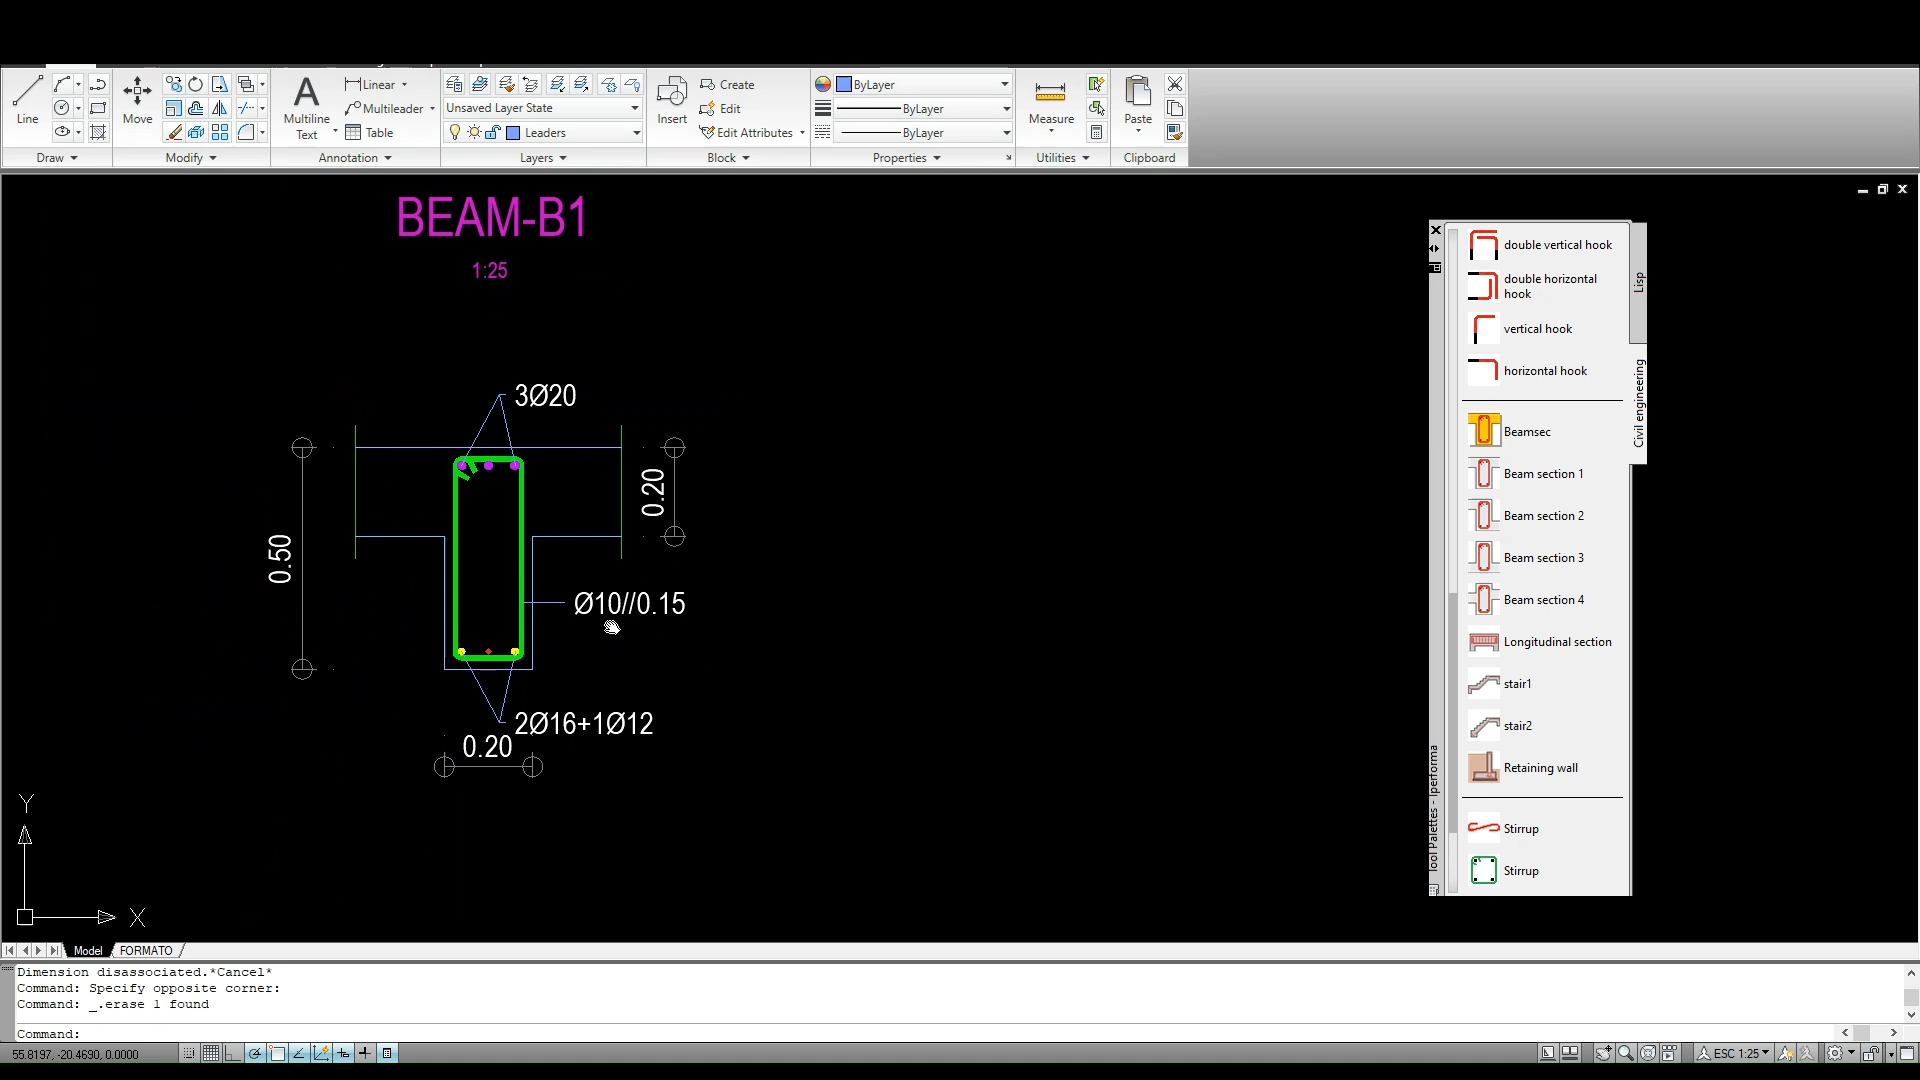 Line
Move
A
Multiline
Text
Linear
Multileader
Table
Unsaved Layer State
Leaders
Insert
Create
Edit
Edit Attributes
ByLayer
ByLayer
ByLayer
Measure
Paste
Draw
Modify
Annotation
Layers
Block
Properties
Utilities
Clipboard
BEAM-B1
1:25
3Ø20
0.50
0.20
Ø10//0.15
2Ø16+1Ø12
0.20
Y
X
double vertical hook
double horizontal
hook
vertical hook
horizontal hook
Beamsec
Beam section 1
Beam section 2
Beam section 3
Beam section 4
Longitudinal section
stair1
stair2
Retaining wall
Stirrup
Stirrup
Lisp
Civil engineering
Tool Palettes - Iperforma
Model
FORMATO
Dimension disassociated.*Cancel*
Command: Specify opposite corner:
Command: _.erase 1 found
Command:
55.8197, -20.4690, 0.0000
ESC 1:25